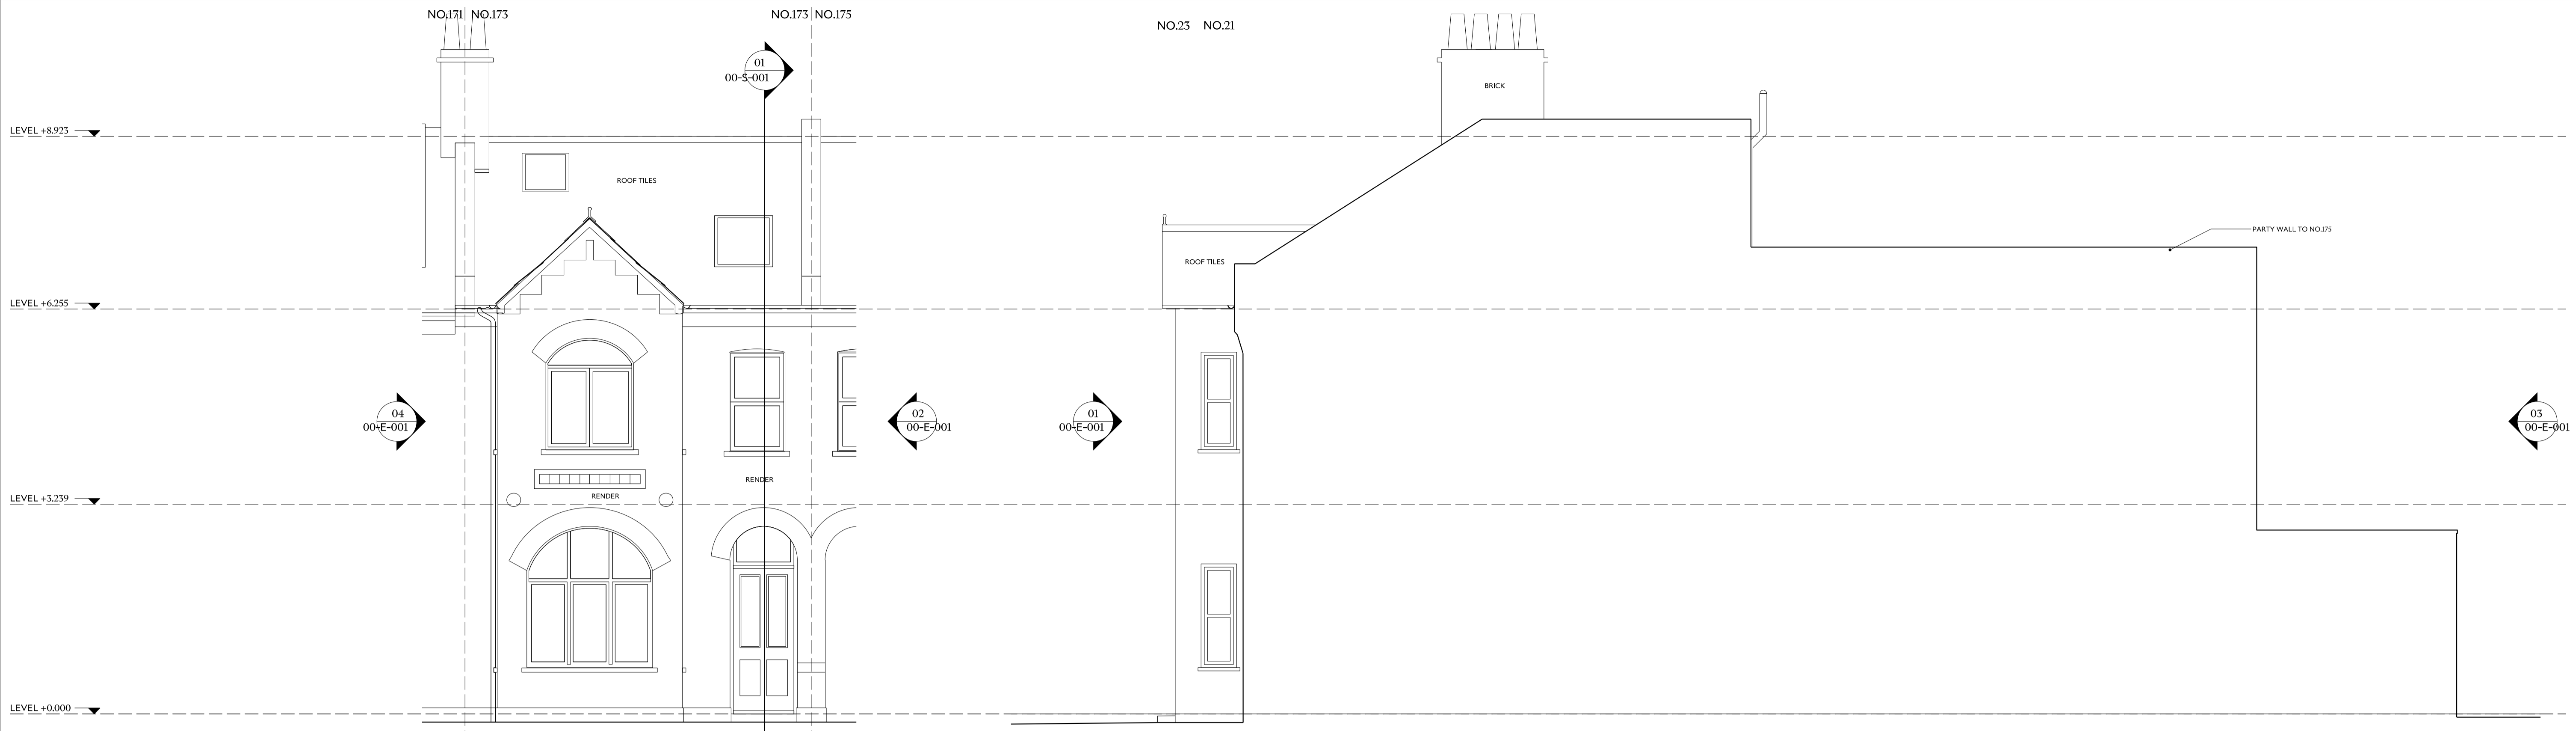 NO.171 NO.173
NO.173 NO.175
NO.23 NO.21
01
00-S-001
BRICK
LEVEL +8.923
ROOF TILES
PARTY WALL TO NO.175
ROOF TILES
LEVEL +6.255
04
00-E-001
02
00-E-001
01
00-E-001
03
00-E-001
RENDER
RENDER
LEVEL +3.239
LEVEL +0.000